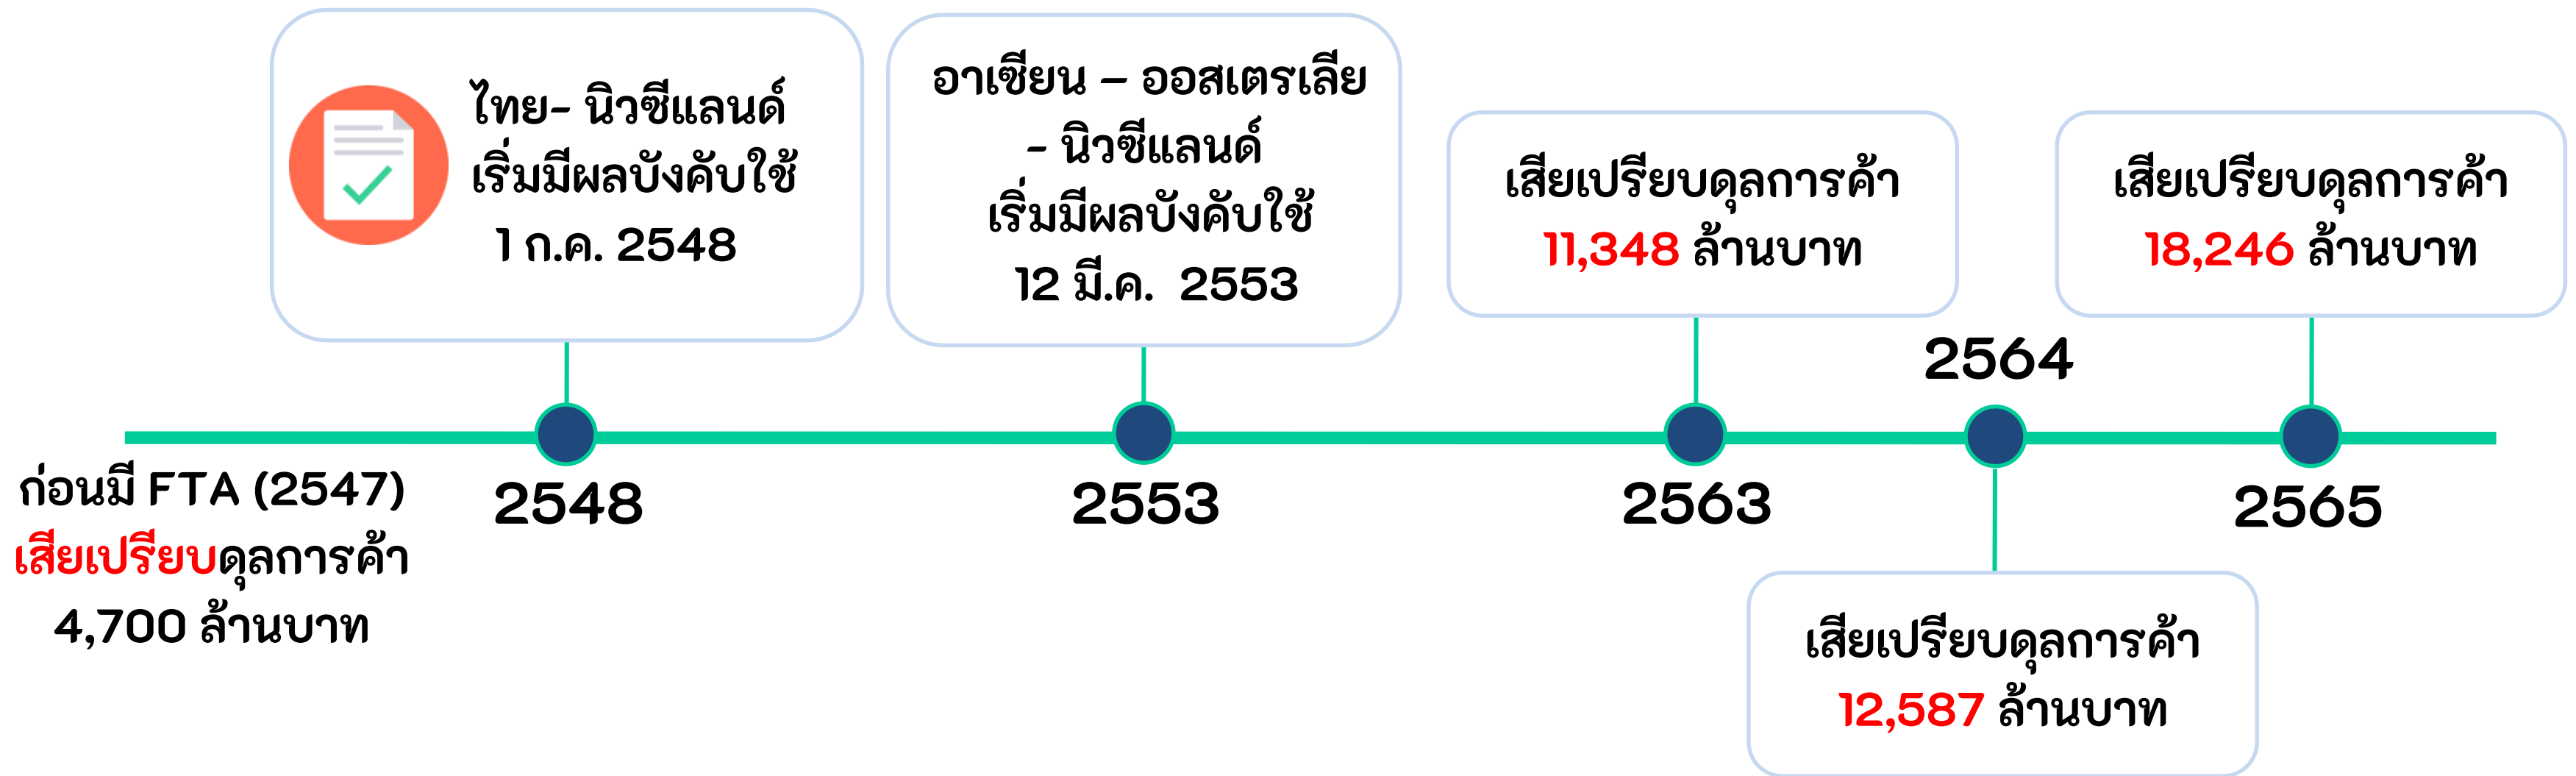 ไทย- นิวซีแลนด์
เริ่มมีผลบังคับใช้
1 ก.ค. 2548
อาเซียน – ออสเตรเลีย
- นิวซีแลนด์
เริ่มมีผลบังคับใช้
12 มี.ค. 2553
เสียเปรียบดุลการค้า
11,348 ล้านบาท
เสียเปรียบดุลการค้า
18,246 ล้านบาท
2564
ก่อนมี FTA (2547)
เสียเปรียบดุลการค้า
4,700 ล้านบาท
2548
2553
2563
2565
เสียเปรียบดุลการค้า
12,587 ล้านบาท